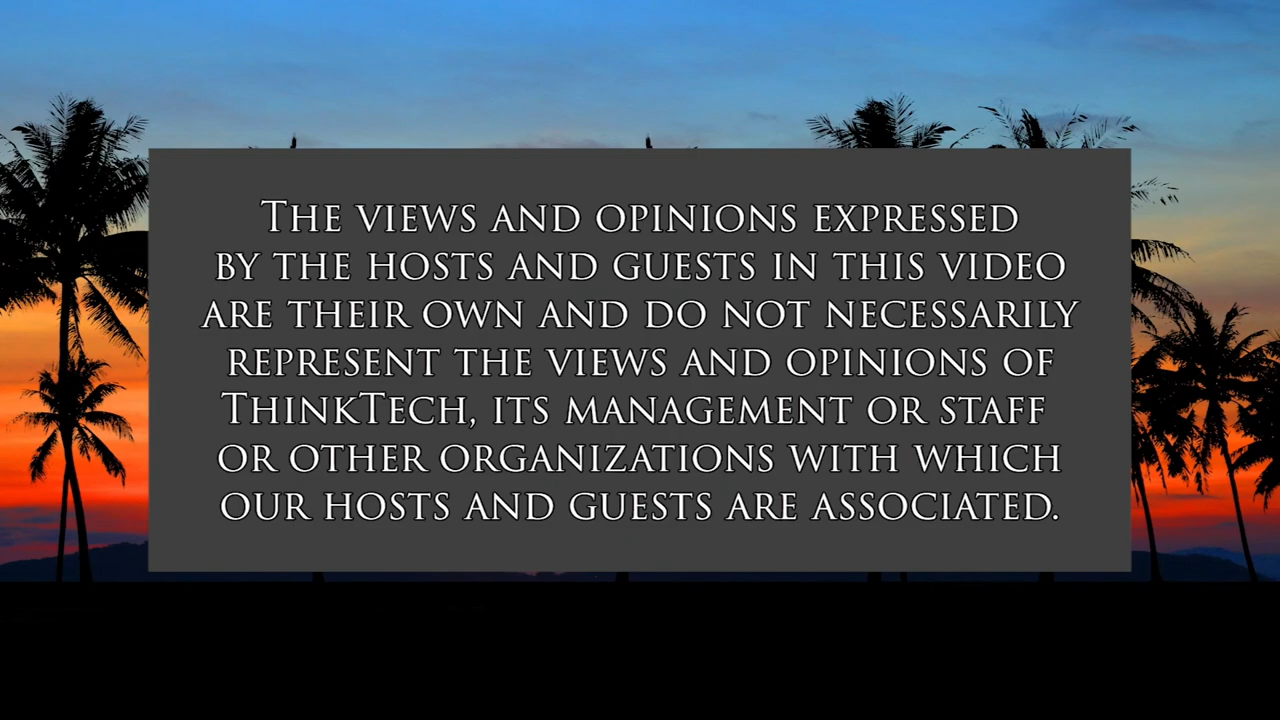 The views and opinions expressed
by the hosts and guests in this video
are their own and do not necessarily
represent the views and opinions of
ThinkTech, its management or staff
or other organizations with which
our hosts and guests are associated.